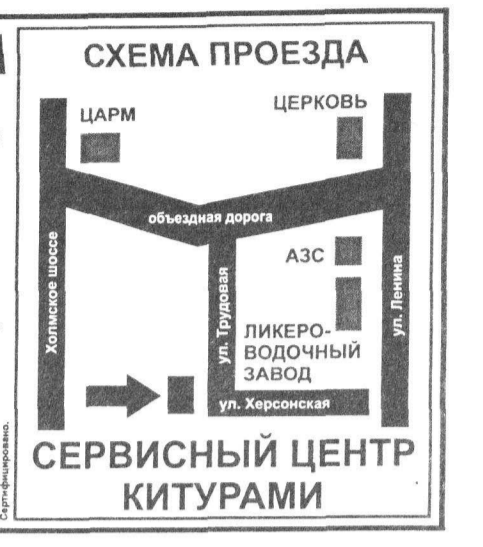 СХЕМА ПРОЕЗДА
ЦАРМ
ЦЕРКОВЬ
объездная дорога
Холмское шоссе
ул. Трудовая
АЗС
ул. Ленина
ЛИКЕРО-
ВОДОЧНЫЙ
ЗАВОД
ул. Херсонская
СЕРВИСНЫЙ ЦЕНТР
КИТУРАМИ
Сертифицировано.